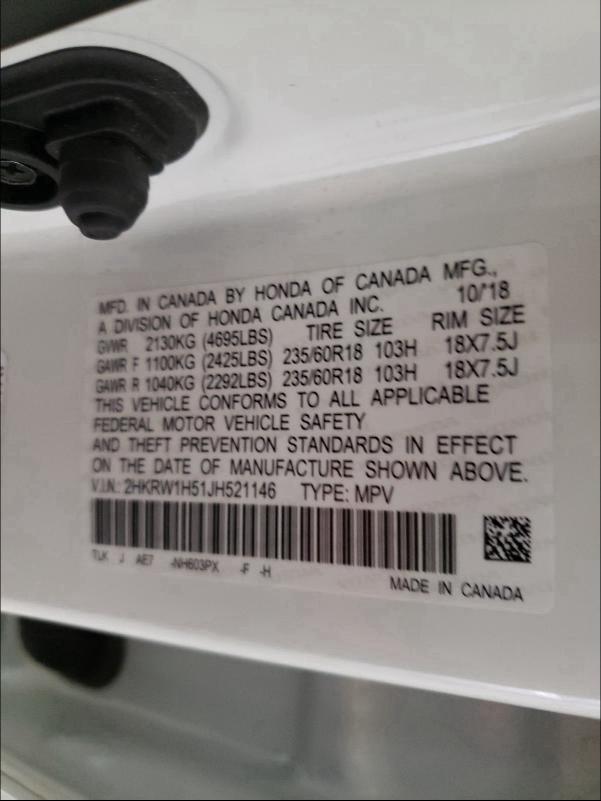 MFD. IN CANADA BY HONDA OF CANADA MFG.,
A DIVISION OF HONDA CANADA INC. 10/'18
GVWR 2130KG (4695LBS) TIRE SIZE RIM SIZE
GAWR F 1100KG (2425LBS) 235/60R18 103H 18X7.5J
GAWR R 1040KG (2292LBS) 235/60R18 103H 18X7.5J
THIS VEHICLE CONFORMS TO ALL APPLICABLE
FEDERAL MOTOR VEHICLE SAFETY
AND THEFT PREVENTION STANDARDS IN EFFECT
ON THE DATE OF MANUFACTURE SHOWN ABOVE.
V.I.N.: 2HKRW1H51JH521146 TYPE: MPV
TLK J AE7 -NH603PX -F -H
MADE IN CANADA